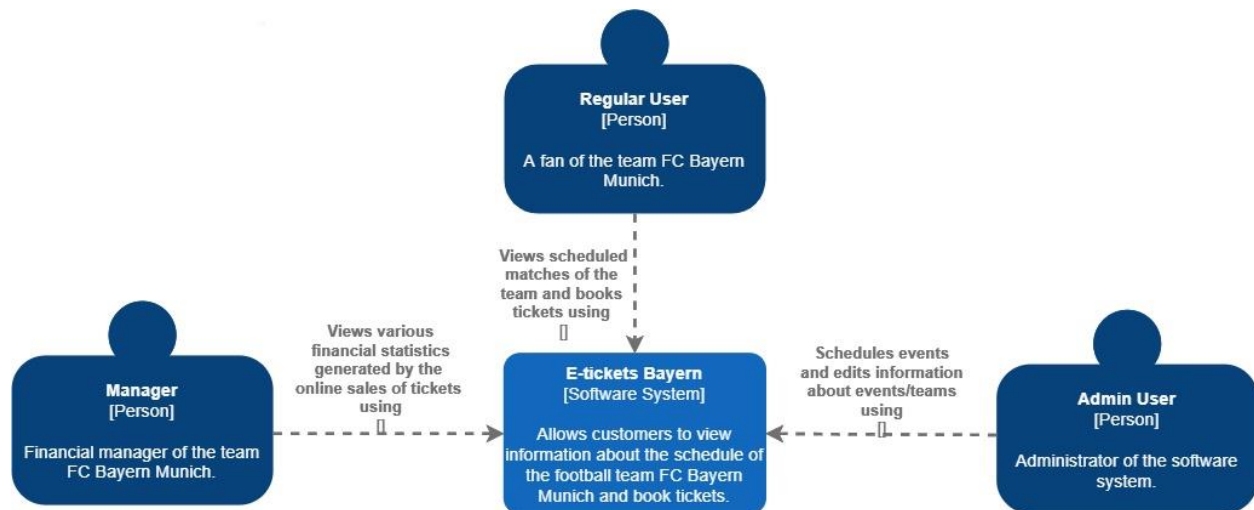 Regular User
[Person]
A fan of the team FC Bayern
Munich.
Views scheduled
matches of the
team and books
tickets using
[]
Manager
[Person]
Financial manager of the team
FC Bayern Munich.
Views various
financial statistics
generated by the
online sales of tickets
using
[]
E-tickets Bayern
[Software System]
Allows customers to view
information about the schedule of
the football team FC Bayern
Munich and book tickets.
Schedules events
and edits information
about events/teams
using
[]
Admin User
[Person]
Administrator of the software
system.